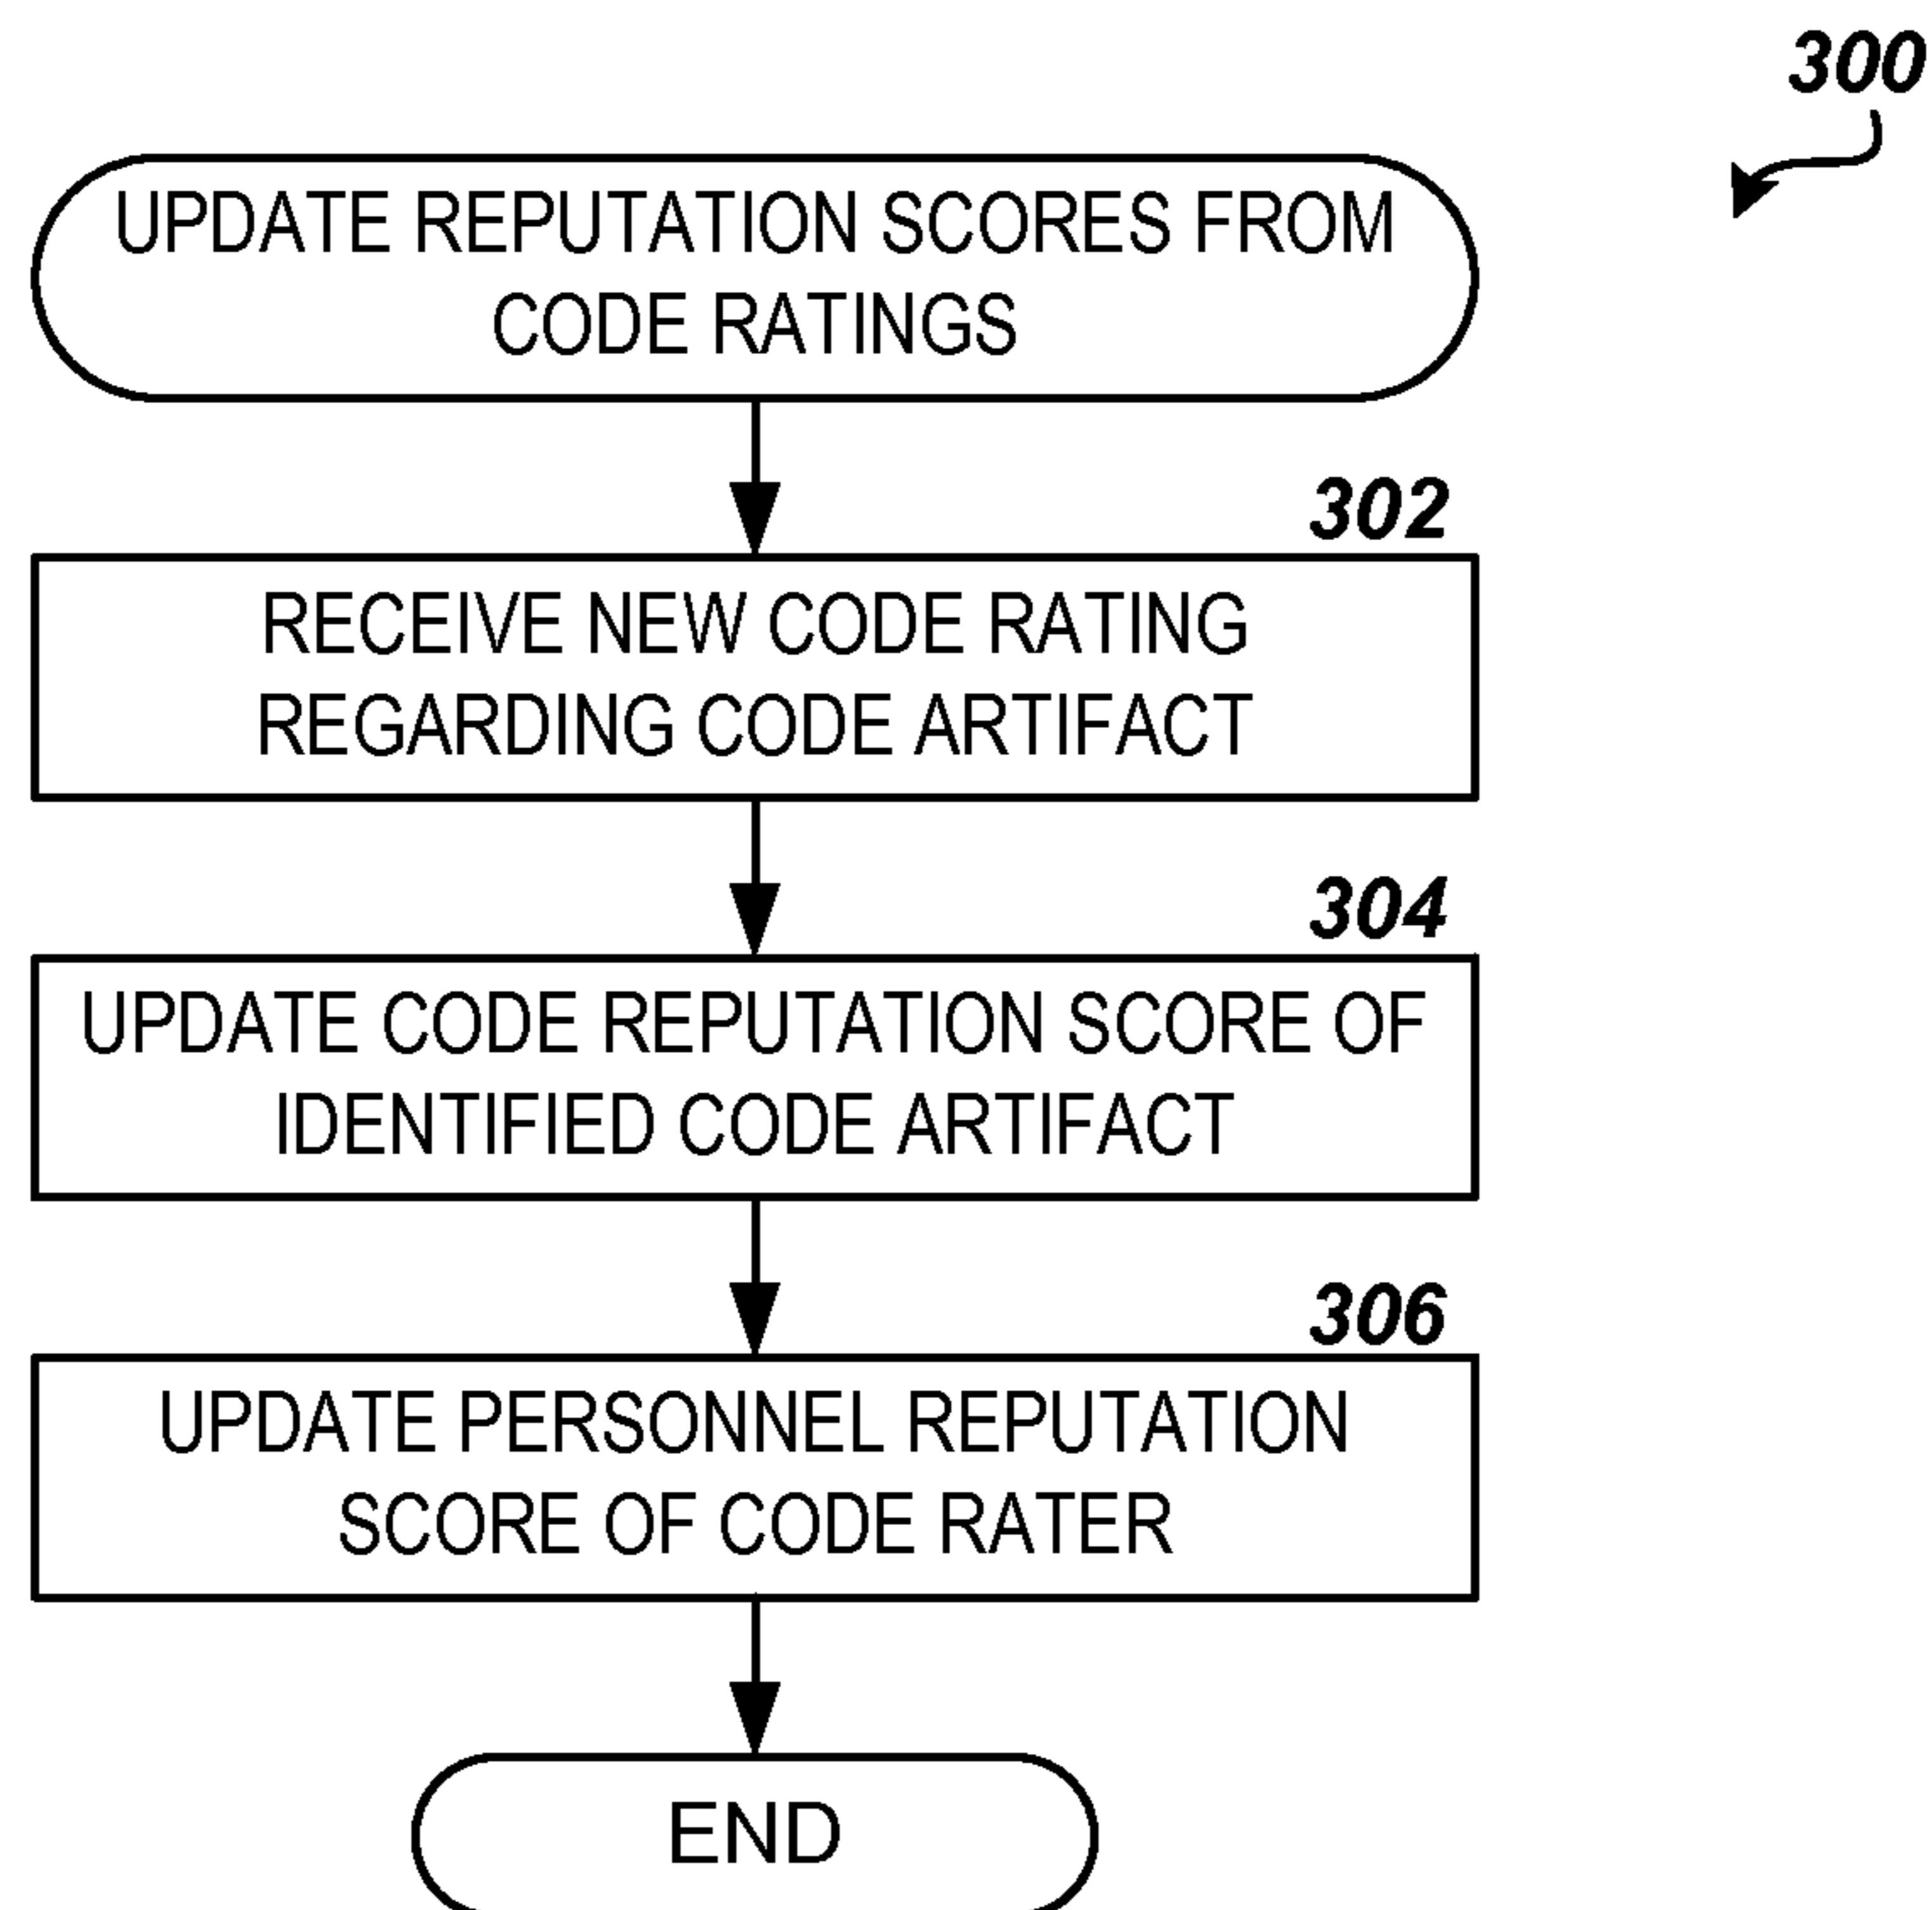 300
UPDATE REPUTATION SCORES FROM
CODE RATINGS
302
RECEIVE NEW CODE RATING
REGARDING CODE ARTIFACT
304
UPDATE CODE REPUTATION SCORE OF
IDENTIFIED CODE ARTIFACT
306
UPDATE PERSONNEL REPUTATION
SCORE OF CODE RATER
END